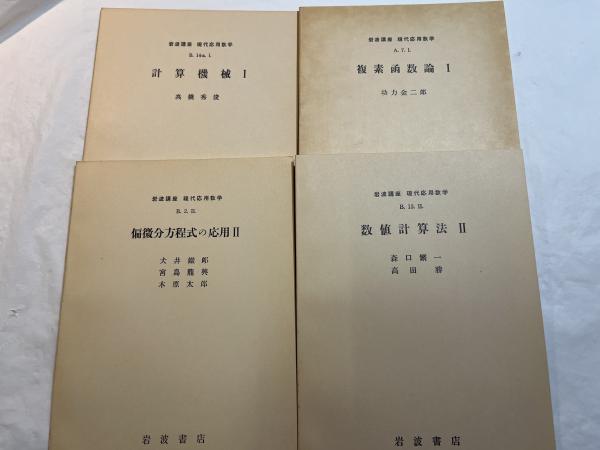 岩波講座 現代応用数学
B. 14-a. I.
計算機械 I
高橋秀俊
岩波講座 現代応用数学
A. 7. I.
複素函数論 I
功力金二郎
岩波講座 現代応用数学
B. 2. II.
偏微分方程式の応用 II
犬井鐵郎
宮島龍興
木原太郎
岩波書店
岩波講座 現代応用数学
B. 13. II.
数値計算法 II
森口繁一
高田勝
岩波書店